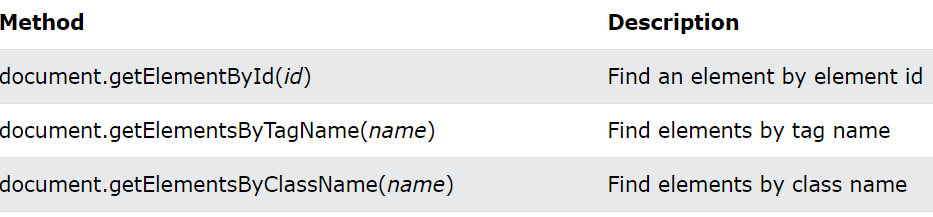 Method Description
document.getElementById(id) Find an element by element id
document.getElementsByTagName(name) Find elements by tag name
document.getElementsByClassName(name) Find elements by class name